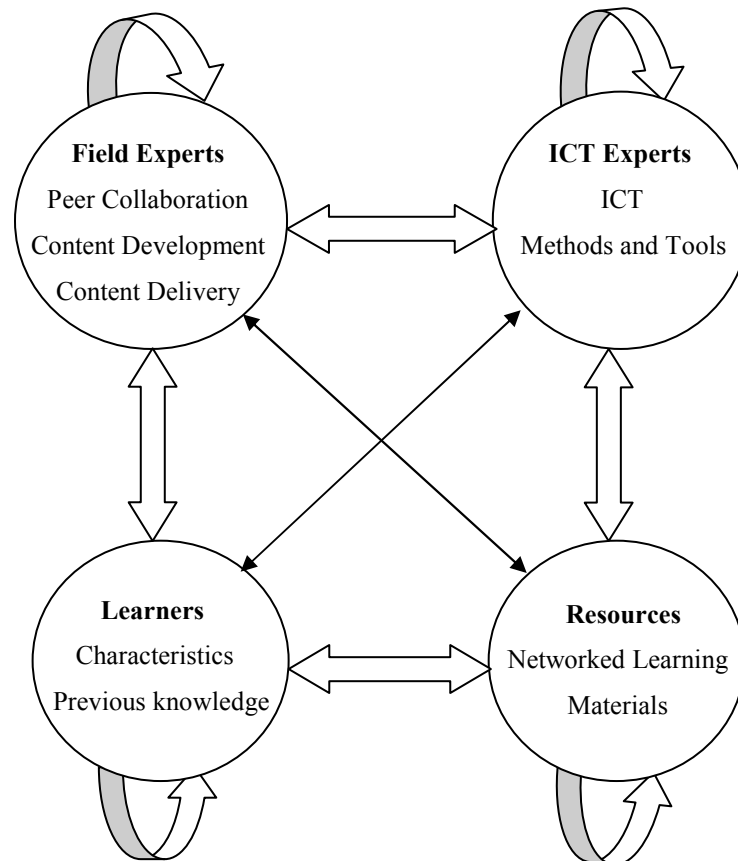 Field Experts
Peer Collaboration
Content Development
Content Delivery
ICT Experts
ICT
Methods and Tools
Learners
Characteristics
Previous knowledge
Resources
Networked Learning
Materials